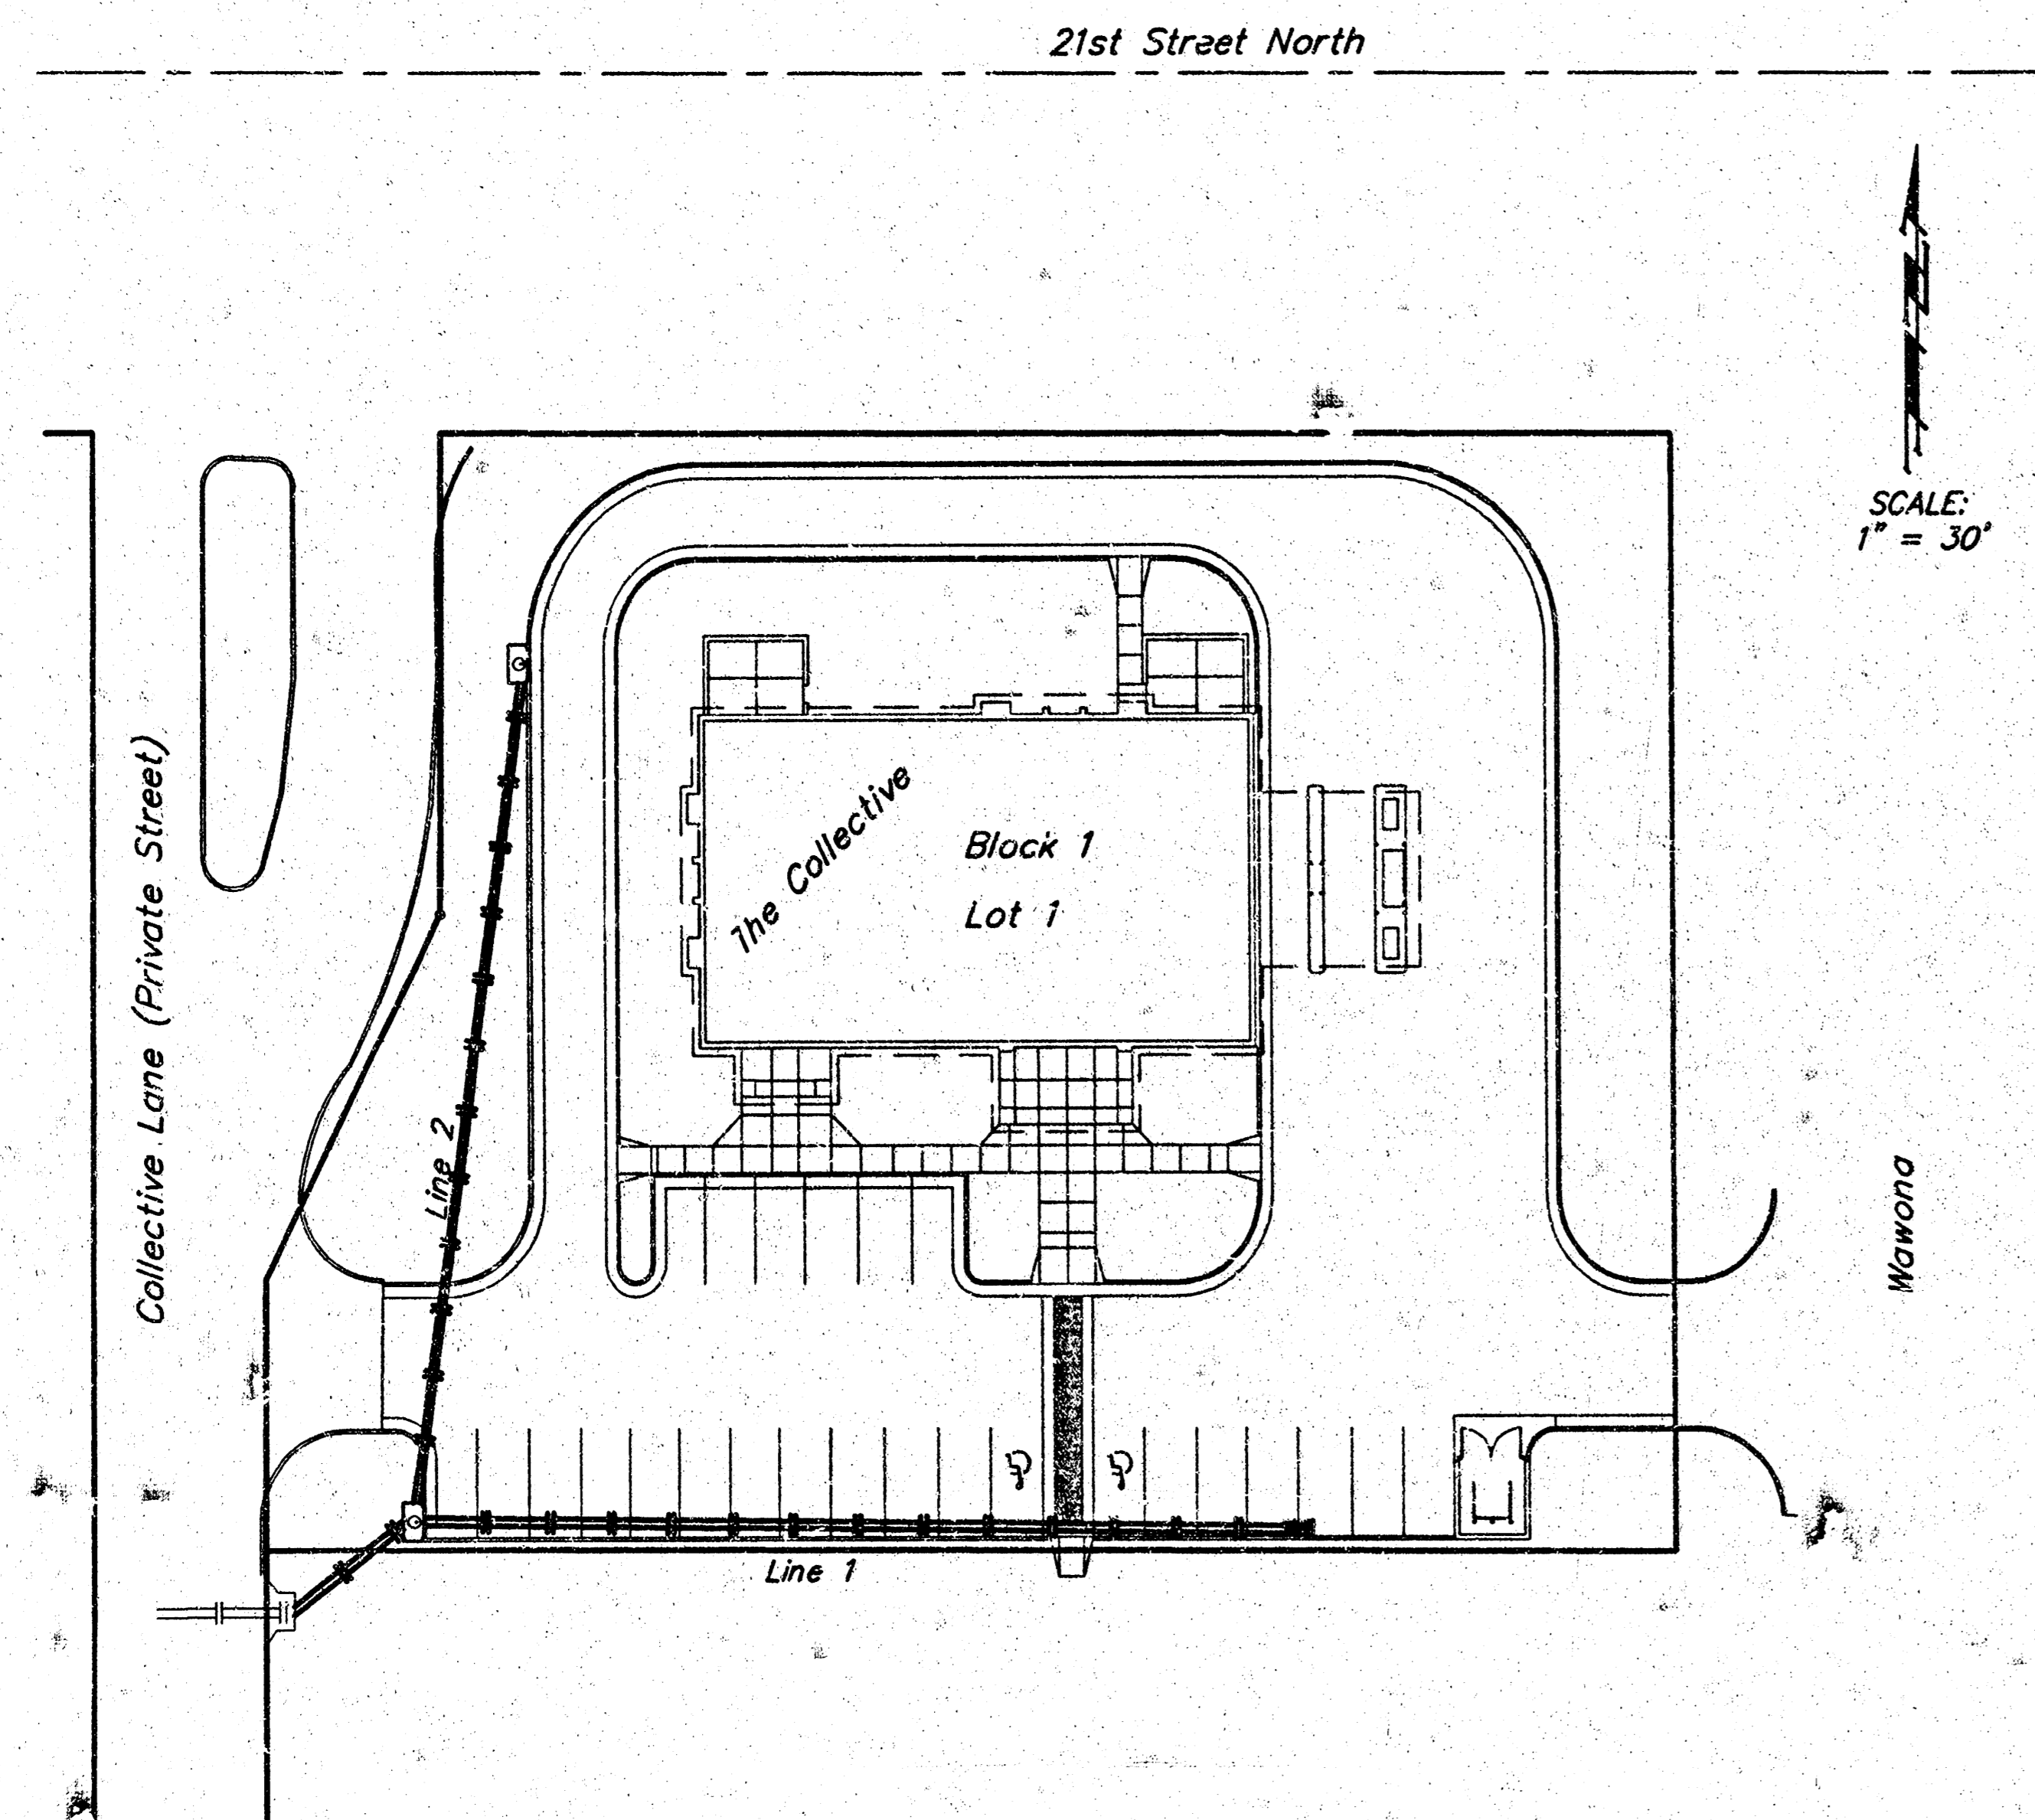 21st Street North
SCALE:
1" = 30'
Collective Lane (Private Street)
The Collective
Block 1
Lot 1
Line 2
Wawona
Line 1